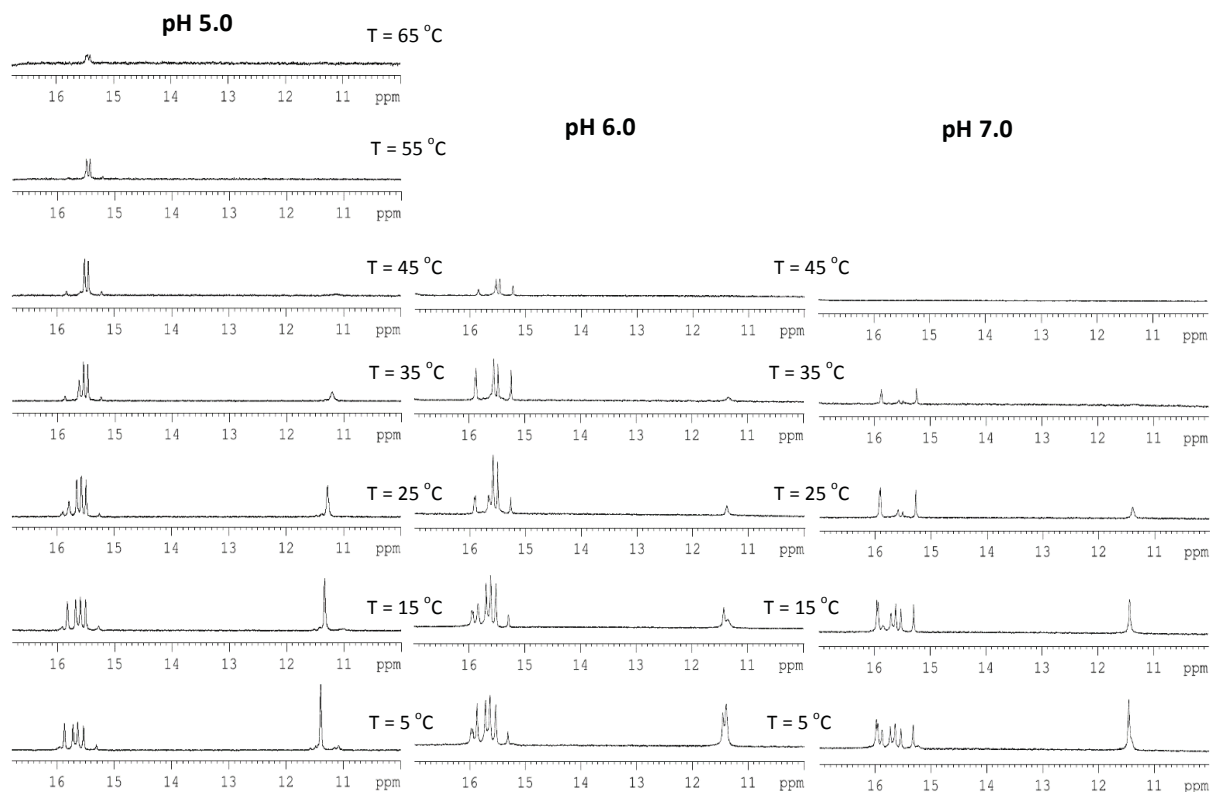 pH 5.0
T = 65 °C
16 15 14 13 12 11 ppm
pH 6.0
pH 7.0
T = 55 °C
16 15 14 13 12 11 ppm
T = 45 °C
T = 45 °C
16 15 14 13 12 11 ppm
16 15 14 13 12 11 ppm
16 15 14 13 12 11 ppm
T = 35 °C
T = 35 °C
16 15 14 13 12 11 ppm
16 15 14 13 12 11 ppm
16 15 14 13 12 11 ppm
T = 25 °C
T = 25 °C
16 15 14 13 12 11 ppm
16 15 14 13 12 11 ppm
16 15 14 13 12 11 ppm
T = 15 °C
T = 15 °C
16 15 14 13 12 11 ppm
16 15 14 13 12 11 ppm
16 15 14 13 12 11 ppm
T = 5 °C
T = 5 °C
16 15 14 13 12 11 ppm
16 15 14 13 12 11 ppm
16 15 14 13 12 11 ppm